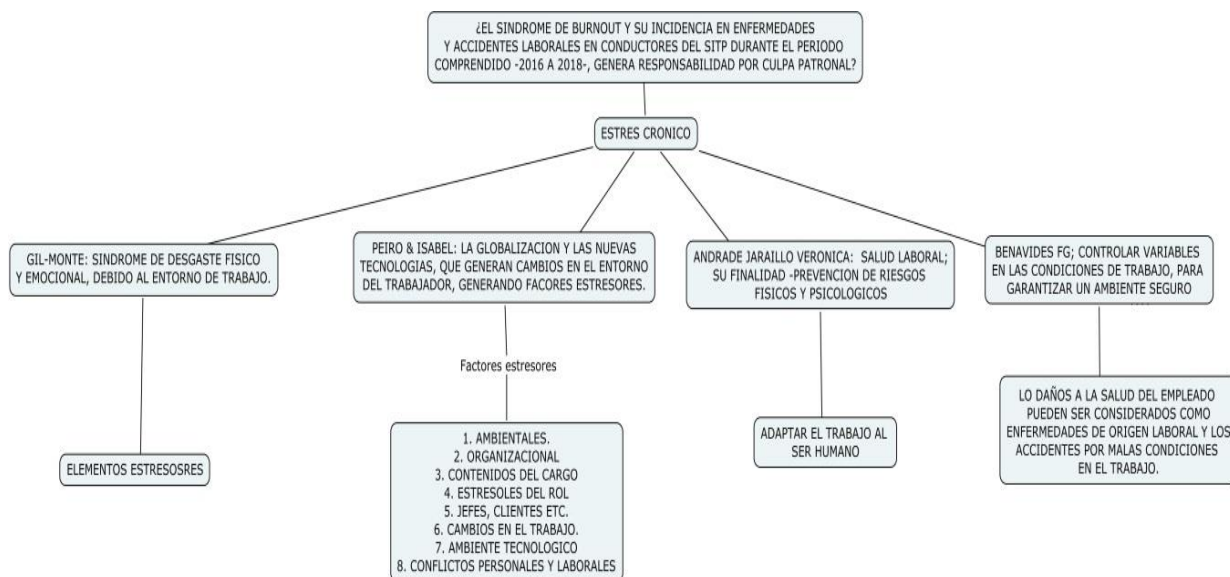 ¿EL SINDROME DE BURNOUT Y SU INCIDENCIA EN ENFERMEDADES
Y ACCIDENTES LABORALES EN CONDUCTORES DEL SITP DURANTE EL PERIODO
COMPRENDIDO -2016 A 2018-, GENERA RESPONSABILIDAD POR CULPA PATRONAL?
ESTRES CRONICO
GIL-MONTE: SINDROME DE DESGASTE FISICO
Y EMOCIONAL, DEBIDO AL ENTORNO DE TRABAJO.
PEIRO & ISABEL: LA GLOBALIZACION Y LAS NUEVAS
TECNOLOGIAS, QUE GENERAN CAMBIOS EN EL ENTORNO
DEL TRABAJADOR, GENERANDO FACORES ESTRESORES.
ANDRADE JARAILLO VERONICA: SALUD LABORAL;
SU FINALIDAD -PREVENCION DE RIESGOS
FISICOS Y PSICOLOGICOS
BENAVIDES FG; CONTROLAR VARIABLES
EN LAS CONDICIONES DE TRABAJO, PARA
GARANTIZAR UN AMBIENTE SEGURO
....
ELEMENTOS ESTRESOSRES
Factores estresores
1. AMBIENTALES.
2. ORGANIZACIONAL
3. CONTENIDOS DEL CARGO
4. ESTRESOLES DEL ROL
5. JEFES, CLIENTES ETC.
6. CAMBIOS EN EL TRABAJO.
7. AMBIENTE TECNOLOGICO
8. CONFLICTOS PERSONALES Y LABORALES
ADAPTAR EL TRABAJO AL
SER HUMANO
LO DAÑOS A LA SALUD DEL EMPLEADO
PUEDEN SER CONSIDERADOS COMO
ENFERMEDADES DE ORIGEN LABORAL Y LOS
ACCIDENTES POR MALAS CONDICIONES
EN EL TRABAJO.